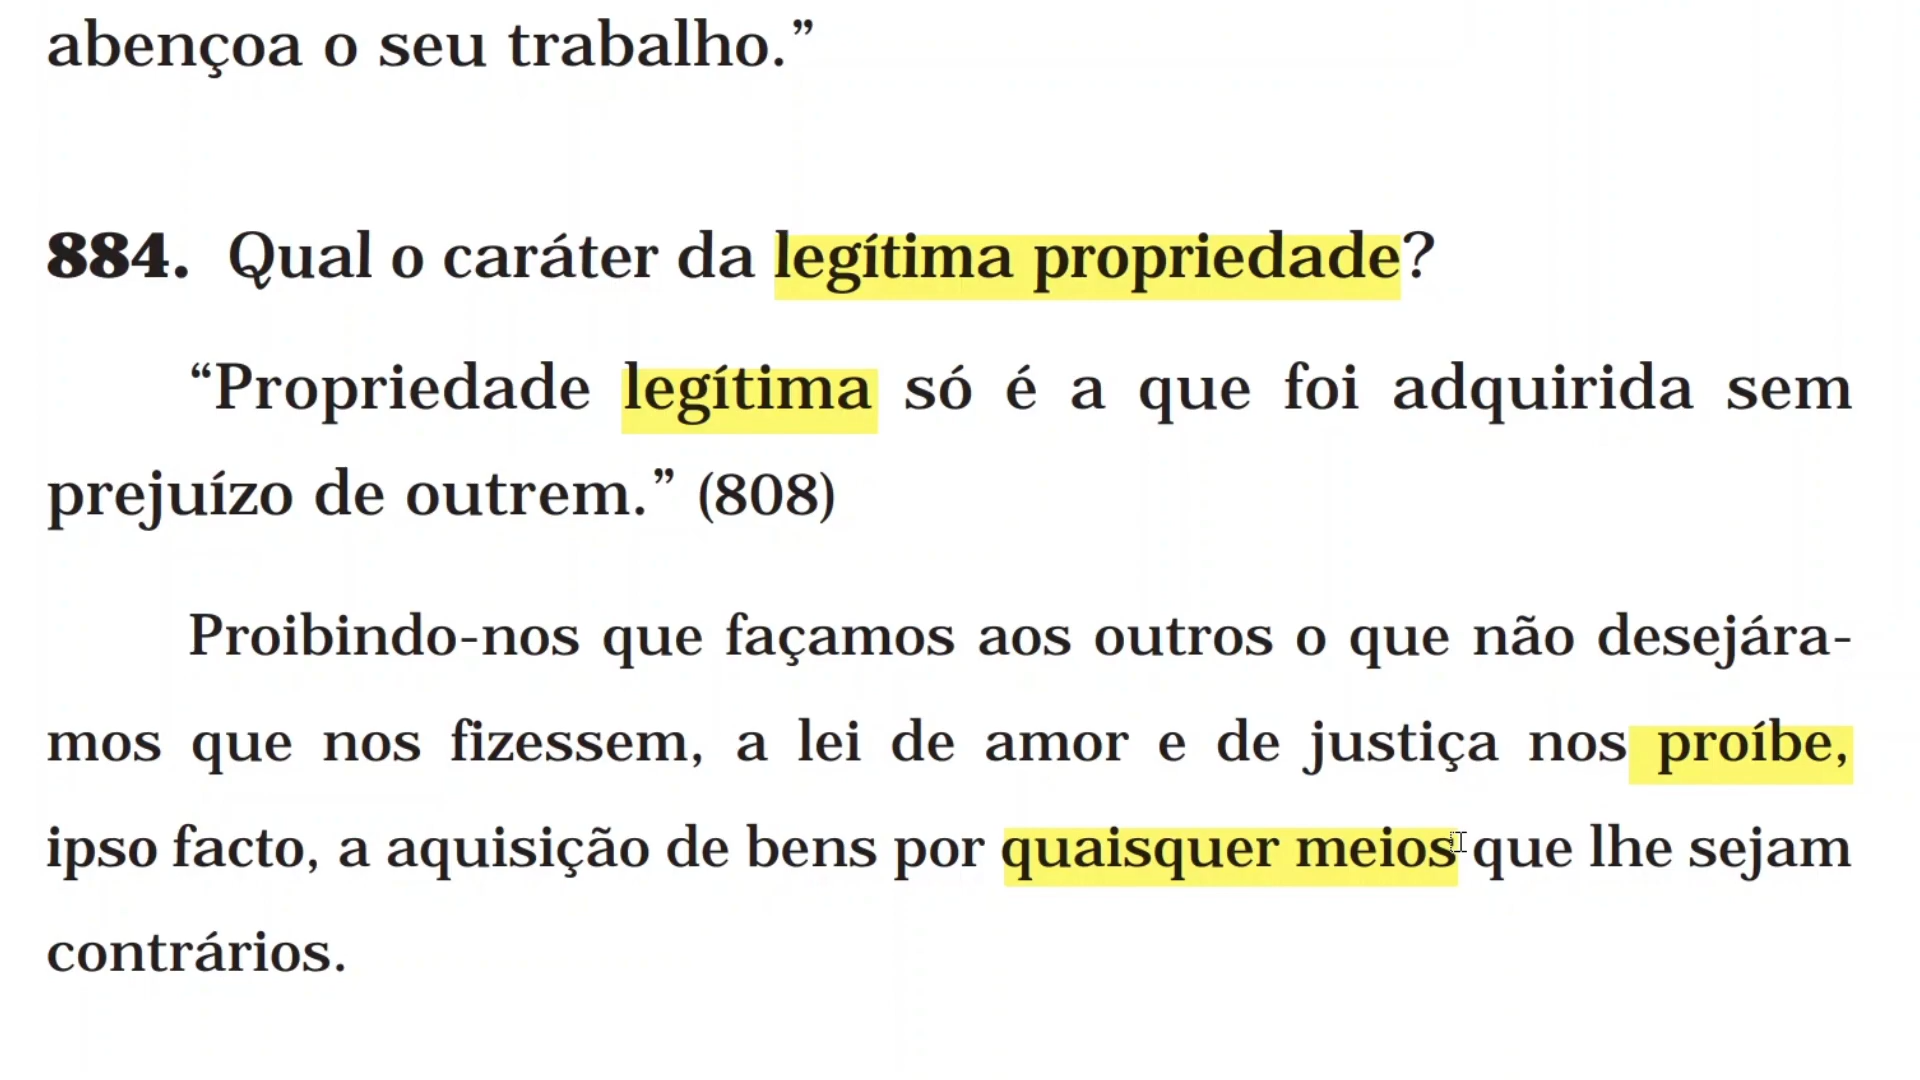 abençoa o seu trabalho.”
884. Qual o caráter da legítima propriedade?
“Propriedade legítima só é a que foi adquirida sem
prejuízo de outrem.” (808)
Proibindo-nos que façamos aos outros o que não desejára-
mos que nos fizessem, a lei de amor e de justiça nos proíbe,
ipso facto, a aquisição de bens por quaisquer meios que lhe sejam
contrários.